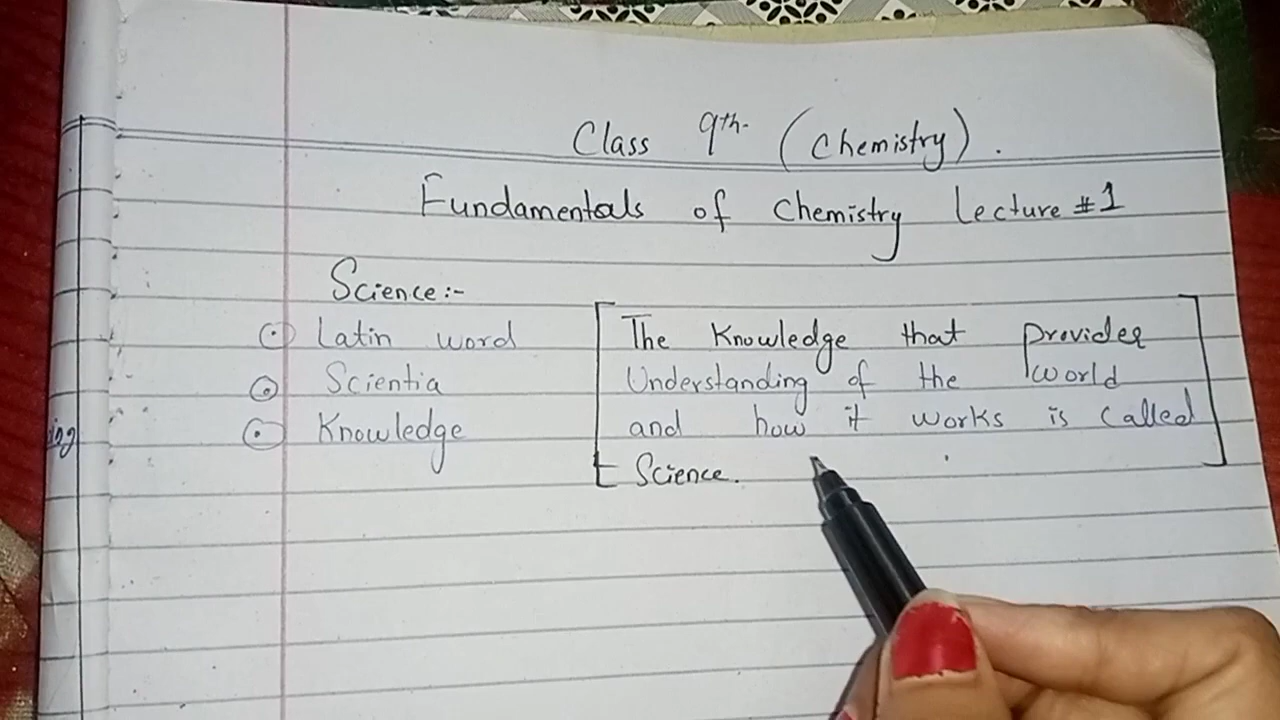 Class 9th. (Chemistry).
Fundamentals of Chemistry Lecture #1
Science:-
Latin word
Scientia
Knowledge
The Knowledge that provides
Understanding of the world
and how it works is called
Science.
ing